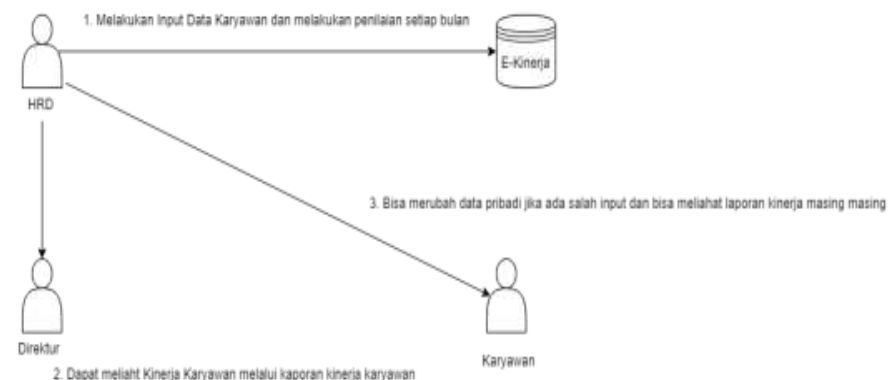 1. Melakukan Input Data Karyawan dan melakukan penilaian setiap bulan
E-Kinerja
HRD
3. Bisa merubah data pribadi jika ada salah input dan bisa meliahat laporan kinerja masing masing
Direktur
Karyawan
2. Dapat meliaht Kinerja Karyawan melalui kaporan kinerja karyawan